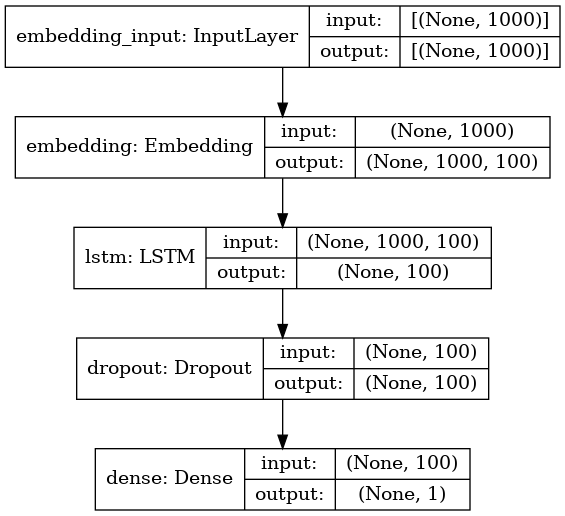 embedding_input: InputLayer
input:
[(None, 1000)]
output:
[(None, 1000)]
embedding: Embedding
input:
(None, 1000)
output:
(None, 1000, 100)
lstm: LSTM
input:
(None, 1000, 100)
output:
(None, 100)
dropout: Dropout
input:
(None, 100)
output:
(None, 100)
dense: Dense
input:
(None, 100)
output:
(None, 1)